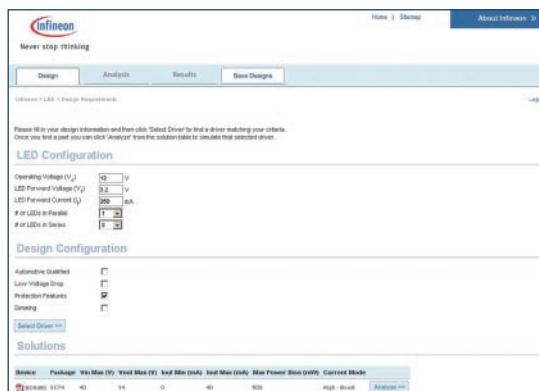 Home | Sitemap
About Infineon
Infineon
Never stop thinking
Design
Analysis
Results
Save Designs
Infineon > LED > Design Requirements
Please fill in your design information and then click 'Select Driver' to find a driver matching your criteria.
Once you find a part you can click 'Analyze' from the solution table to simulate that selected driver.
LED Configuration
Operating Voltage (V
12 V
LED Forward Voltage (V
3.2 V
LED Forward Current (I
350 mA
# of LEDs in Parallel
1
# of LEDs in Series
Design Configuration
Automotive Qualified
Low Voltage Drop
Protection Features
Dimming
Select Driver >>
Solutions
Device Package Vin Max (V) Vout Max (V) Iout Min (mA) Iout Max (mA) Max Power Diss (mW) Current Mode
SC74 40 14 0 40 500 Analyze >>